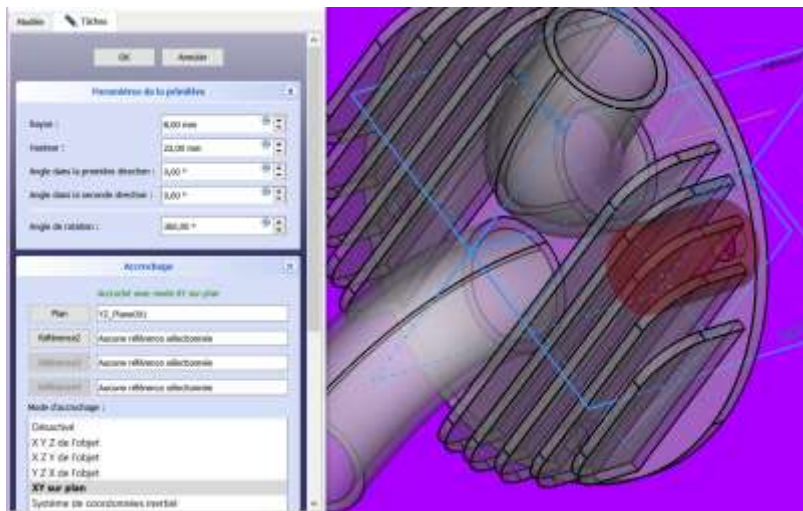 Modèle Tâches
OK Annuler
Paramètres de la primitive
Rayon : 8,00 mm
Hauteur : 22,00 mm
Angle dans la première direction : 0,00 °
Angle dans la seconde direction : 0,00 °
Angle de rotation : 360,00 °
Accrochage
Accroché avec mode XY sur plan
Plan YZ_Plane001
Référence2 Aucune référence sélectionnée
Aucune référence sélectionnée
Aucune référence sélectionnée
Mode d'accrochage :
Désactivé
X Y Z de l'objet
X Z Y de l'objet
Y Z X de l'objet
XY sur plan
Système de coordonnées inertiel